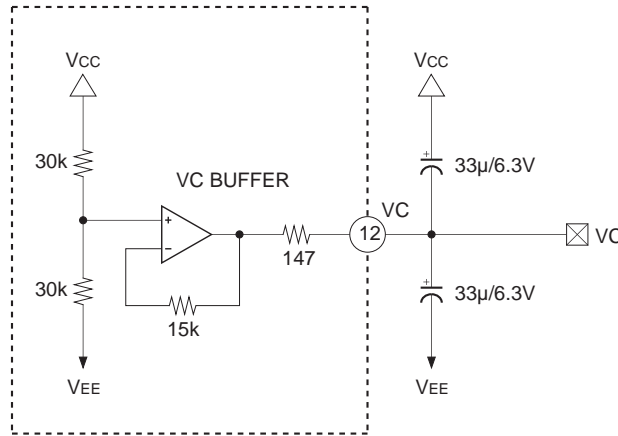 VCC
VCC
30k
33µ/6.3V
VC BUFFER
VC
+
−
12
VC
147
30k
33µ/6.3V
15k
VEE
VEE